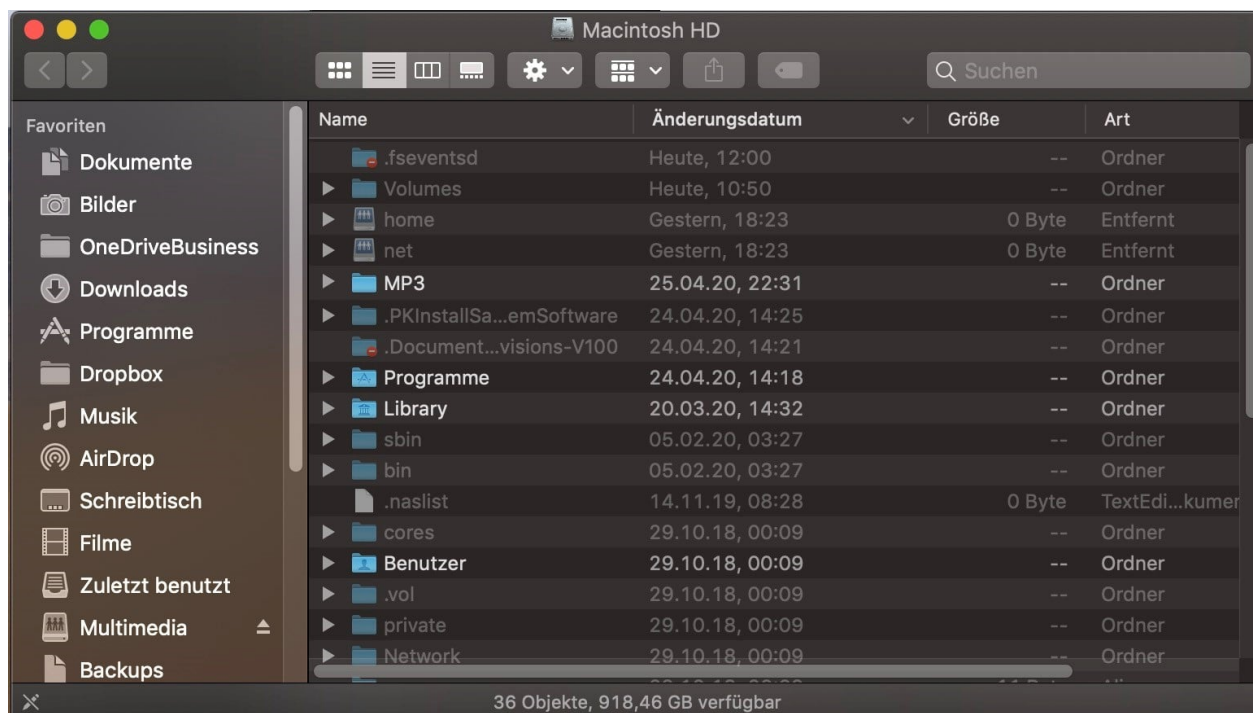 Macintosh HD
Suchen
Favoriten
Dokumente
Bilder
OneDriveBusiness
Downloads
Programme
Dropbox
Musik
AirDrop
Schreibtisch
Filme
Zuletzt benutzt
Multimedia
Backups
Name Änderungsdatum Größe Art
.fseventsd Heute, 12:00 -- Ordner
Volumes Heute, 10:50 -- Ordner
home Gestern, 18:23 0 Byte Entfernt
net Gestern, 18:23 0 Byte Entfernt
MP3 25.04.20, 22:31 -- Ordner
.PKInstallSa...emSoftware 24.04.20, 14:25 -- Ordner
.Document...visions-V100 24.04.20, 14:21 -- Ordner
Programme 24.04.20, 14:18 -- Ordner
Library 20.03.20, 14:32 -- Ordner
sbin 05.02.20, 03:27 -- Ordner
bin 05.02.20, 03:27 -- Ordner
.naslist 14.11.19, 08:28 0 Byte TextEdi...kumen
cores 29.10.18, 00:09 -- Ordner
Benutzer 29.10.18, 00:09 -- Ordner
.vol 29.10.18, 00:09 -- Ordner
private 29.10.18, 00:09 -- Ordner
Network 29.10.18, 00:09 -- Ordner
36 Objekte, 918,46 GB verfügbar